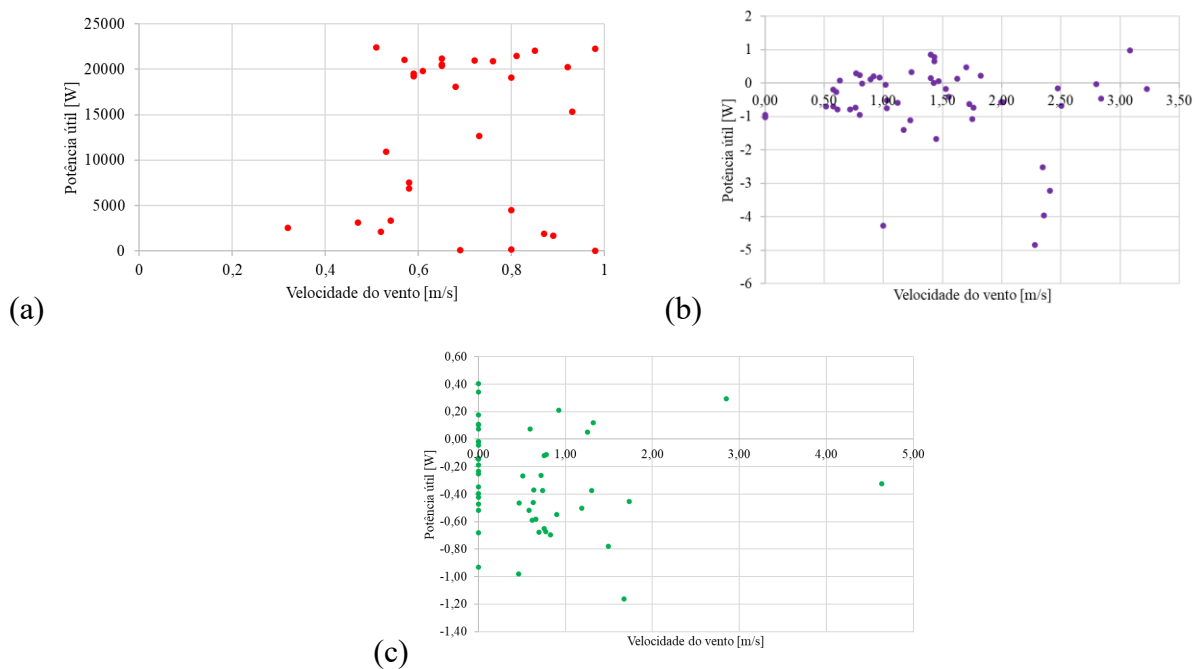 25000
20000
15000
10000
5000
0
Potência útil [W]
0 0,2 0,4 0,6 0,8 1
Velocidade do vento [m/s]
(a)
2
1
0
-1
-2
-3
-4
-5
-6
Potência útil [W]
0,00 0,50 1,00 1,50 2,00 2,50 3,00 3,50
Velocidade do vento [m/s]
(b)
0,60
0,40
0,20
0,00
-0,20
-0,40
-0,60
-0,80
-1,00
-1,20
-1,40
Potência útil [W]
0,00 1,00 2,00 3,00 4,00 5,00
Velocidade do vento [m/s]
(c)